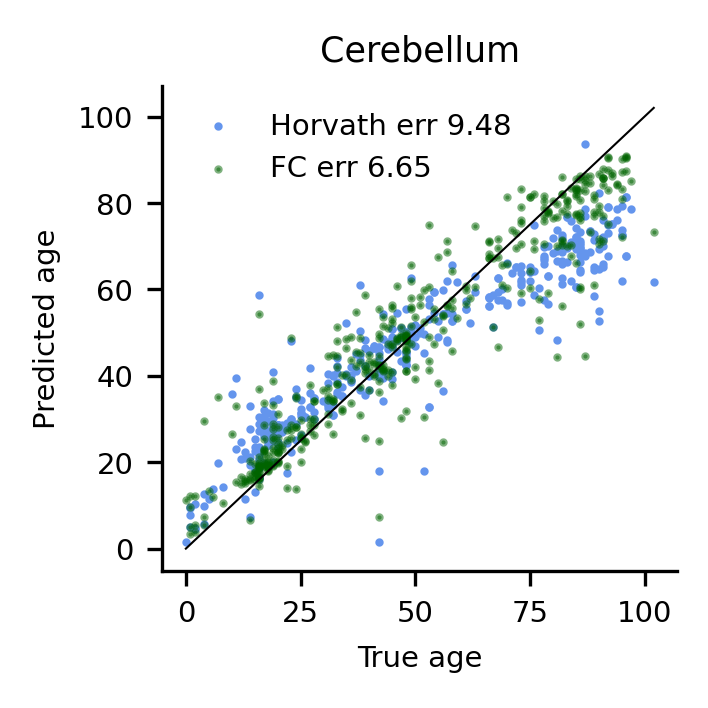 Cerebellum
Horvath err 9.48
FC err 6.65
100
80
60
40
20
0
Predicted age
0 25 50 75 100
True age